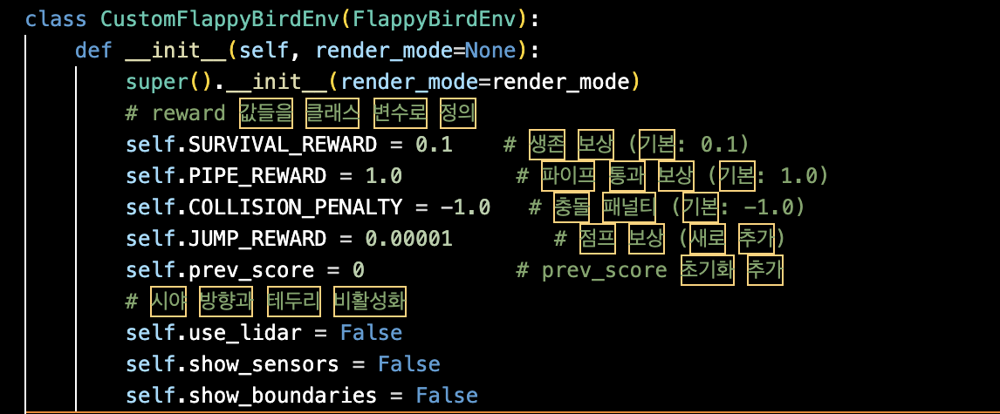 class CustomFlappyBirdEnv(FlappyBirdEnv):
def __init__(self, render_mode=None):
super().__init__(render_mode=render_mode)
# reward 값들을 클래스 변수로 정의
self.SURVIVAL_REWARD = 0.1 # 생존 보상 (기본: 0.1)
self.PIPE_REWARD = 1.0 # 파이프 통과 보상 (기본: 1.0)
self.COLLISION_PENALTY = -1.0 # 충돌 패널티 (기본: -1.0)
self.JUMP_REWARD = 0.00001 # 점프 보상 (새로 추가)
self.prev_score = 0 # prev_score 초기화 추가
# 시야 방향과 테두리 비활성화
self.use_lidar = False
self.show_sensors = False
self.show_boundaries = False